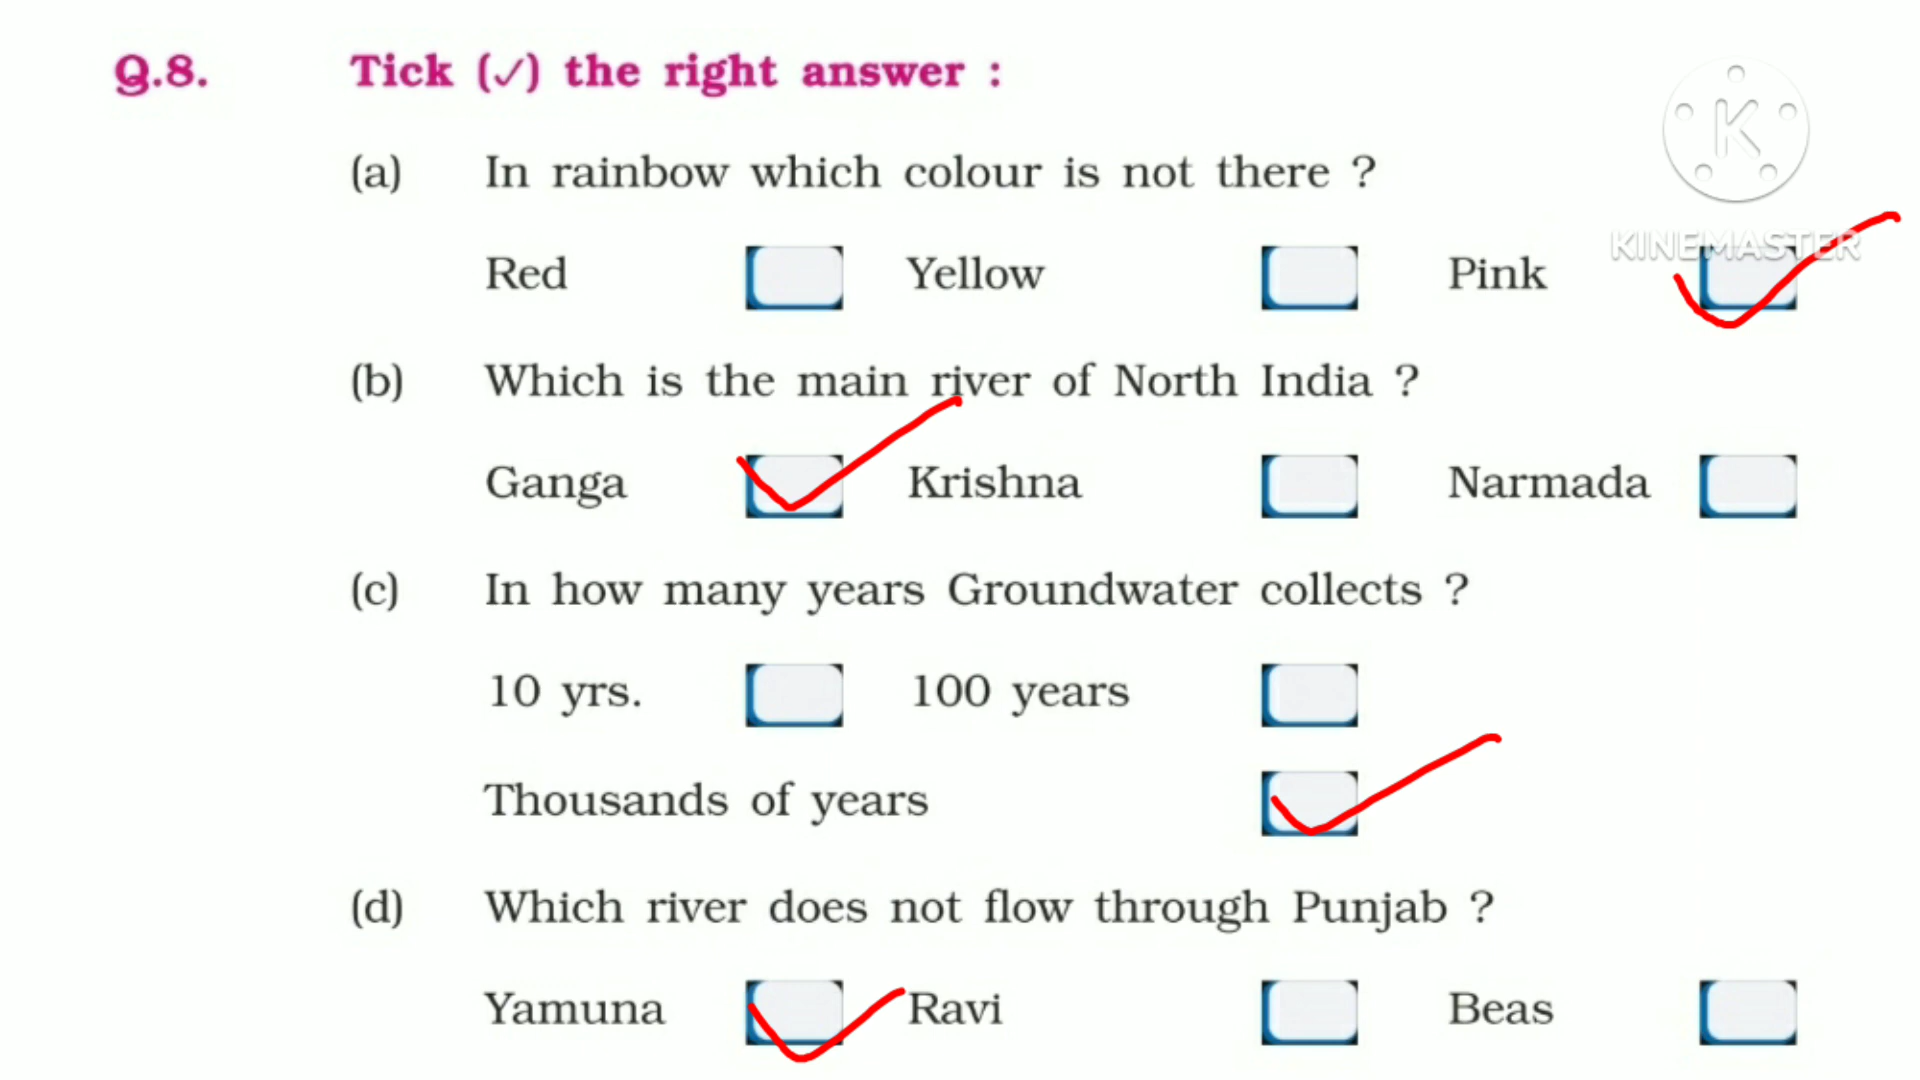 Q.8. Tick (✓) the right answer :
(a) In rainbow which colour is not there ?
Red Yellow Pink
KINEMASTER
(b) Which is the main river of North India ?
Ganga Krishna Narmada
(c) In how many years Groundwater collects ?
10 yrs. 100 years
Thousands of years
(d) Which river does not flow through Punjab ?
Yamuna Ravi Beas